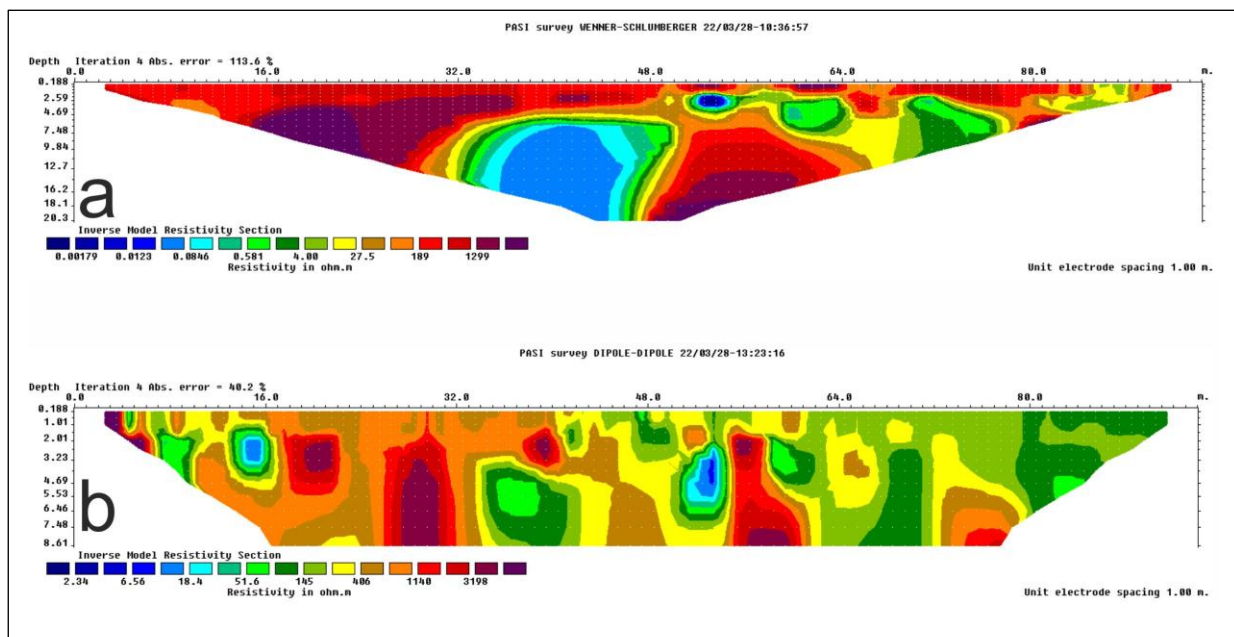 PASI survey WENNER-SCHLUMBERGER 22/03/28-10:36:57
Depth Iteration 4 Abs. error = 113.6 %
0.0 16.0 32.0 48.0 64.0 80.0 m.
0.188
2.59
4.69
7.48
9.84
12.7
16.2
18.1
20.3
a
Inverse Model Resistivity Section
0.00179 0.0123 0.0846 0.581 4.00 27.5 189 1299
Resistivity in ohm.m
Unit electrode spacing 1.00 m.
PASI survey DIPOLE-DIPOLE 22/03/28-13:23:16
Depth Iteration 4 Abs. error = 40.2 %
0.0 16.0 32.0 48.0 64.0 80.0 m.
0.188
1.01
2.01
3.23
4.69
5.53
6.46
7.48
8.61
b
Inverse Model Resistivity Section
2.34 6.56 18.4 51.6 145 406 1140 3198
Resistivity in ohm.m
Unit electrode spacing 1.00 m.